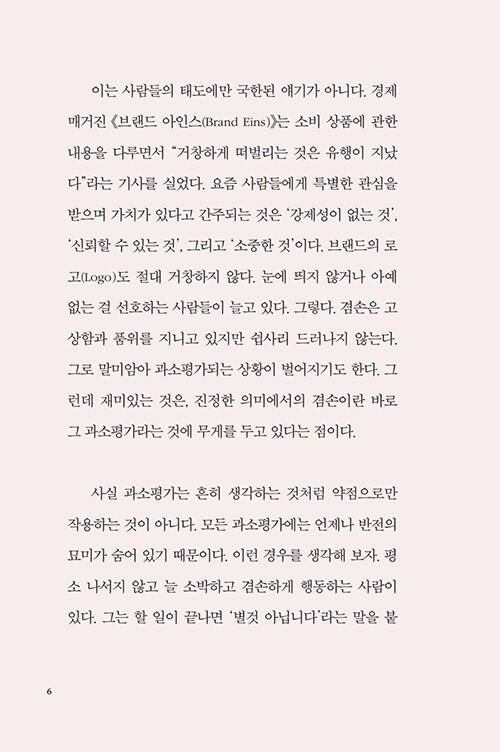 이는 사람들의 태도에만 국한된 얘기가 아니다. 경제
매거진 《브랜드 아인스(Brand Eins)》는 소비 상품에 관한
내용을 다루면서 “거창하게 떠벌리는 것은 유행이 지났
다”라는 기사를 실었다. 요즘 사람들에게 특별한 관심을
받으며 가치가 있다고 간주되는 것은 ‘강제성이 없는 것’,
‘신뢰할 수 있는 것’, 그리고 ‘소중한 것’이다. 브랜드의 로
고(Logo)도 절대 거창하지 않다. 눈에 띄지 않거나 아예
없는 걸 선호하는 사람들이 늘고 있다. 그렇다. 겸손은 고
상함과 품위를 지니고 있지만 쉽사리 드러나지 않는다.
그로 말미암아 과소평가되는 상황이 벌어지기도 한다. 그
런데 재미있는 것은, 진정한 의미에서의 겸손이란 바로
그 과소평가라는 것에 무게를 두고 있다는 점이다.
사실 과소평가는 흔히 생각하는 것처럼 약점으로만
작용하는 것이 아니다. 모든 과소평가에는 언제나 반전의
묘미가 숨어 있기 때문이다. 이런 경우를 생각해 보자. 평
소 나서지 않고 늘 소박하고 겸손하게 행동하는 사람이
있다. 그는 할 일이 끝나면 ‘별것 아닙니다’라는 말을 붙
6